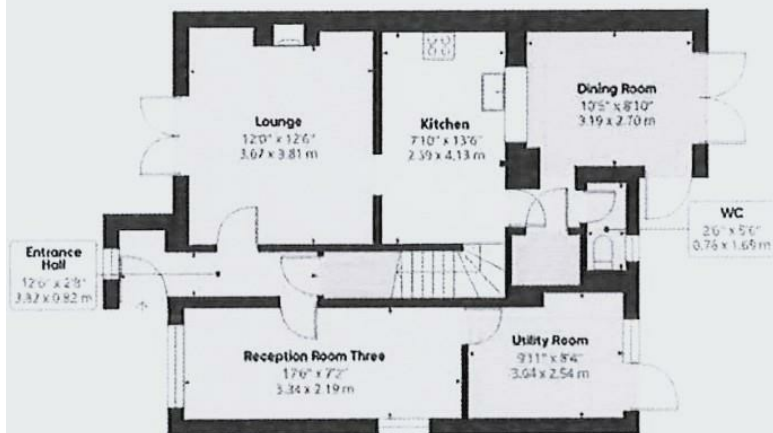 Lounge
12'0" x 12'6"
3.67 x 3.81 m
Kitchen
7'10" x 13'6"
2.39 x 4.13 m
Dining Room
10'5" x 8'10"
3.19 x 2.70 m
WC
2'6" x 5'6"
0.76 x 1.69 m
Entrance
Hall
12'6" x 2'8"
3.82 x 0.82 m
Reception Room Three
17'6" x 7'2"
5.34 x 2.19 m
Utility Room
9'11" x 8'4"
3.04 x 2.54 m